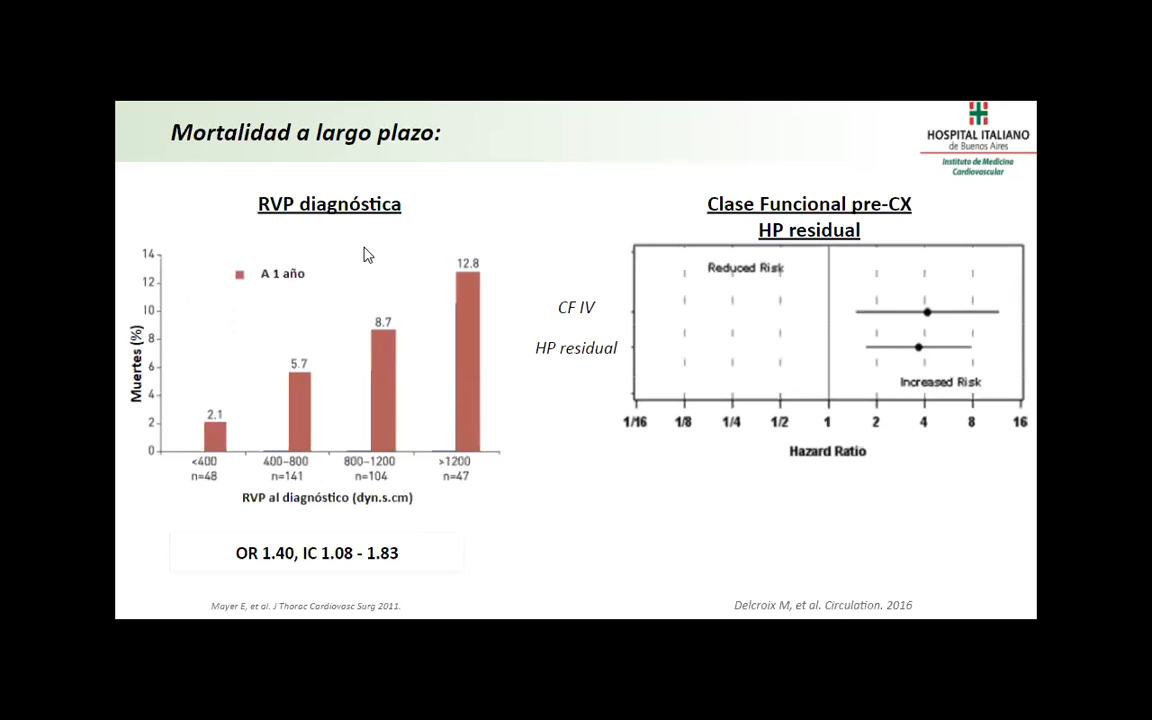 Mortalidad a largo plazo:
HOSPITAL ITALIANO
de Buenos Aires
Instituto de Medicina
Cardiovascular
RVP diagnóstica
14
12
10
8
6
4
2
0
Muertes (%)
A 1 año
2.1
5.7
8.7
12.8
<400
400–800
800–1200
>1200
n=48
n=141
n=104
n=47
RVP al diagnóstico (dyn.s.cm)
OR 1.40, IC 1.08 - 1.83
Mayer E, et al. J Thorac Cardiovasc Surg 2011.
Clase Funcional pre-CX
HP residual
Reduced Risk
CF IV
HP residual
Increased Risk
1/16 1/8 1/4 1/2 1 2 4 8 16
Hazard Ratio
Delcroix M, et al. Circulation. 2016